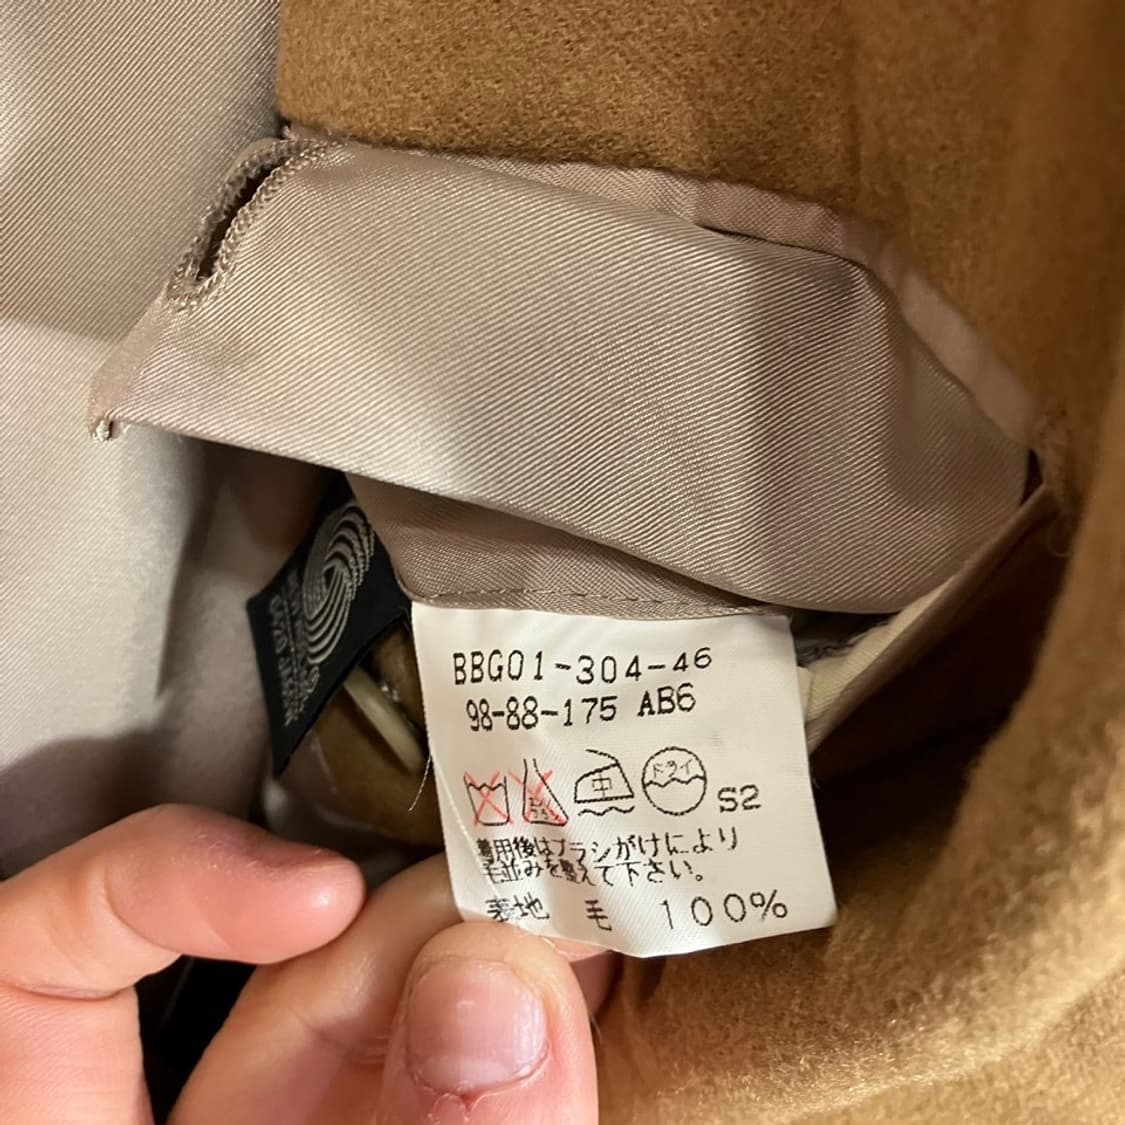 BBG01-304-46
98-88-175 AB6
中 ドライ S2
着用後はブラシがけにより
毛並みを整えて下さい。
表地 毛 100%